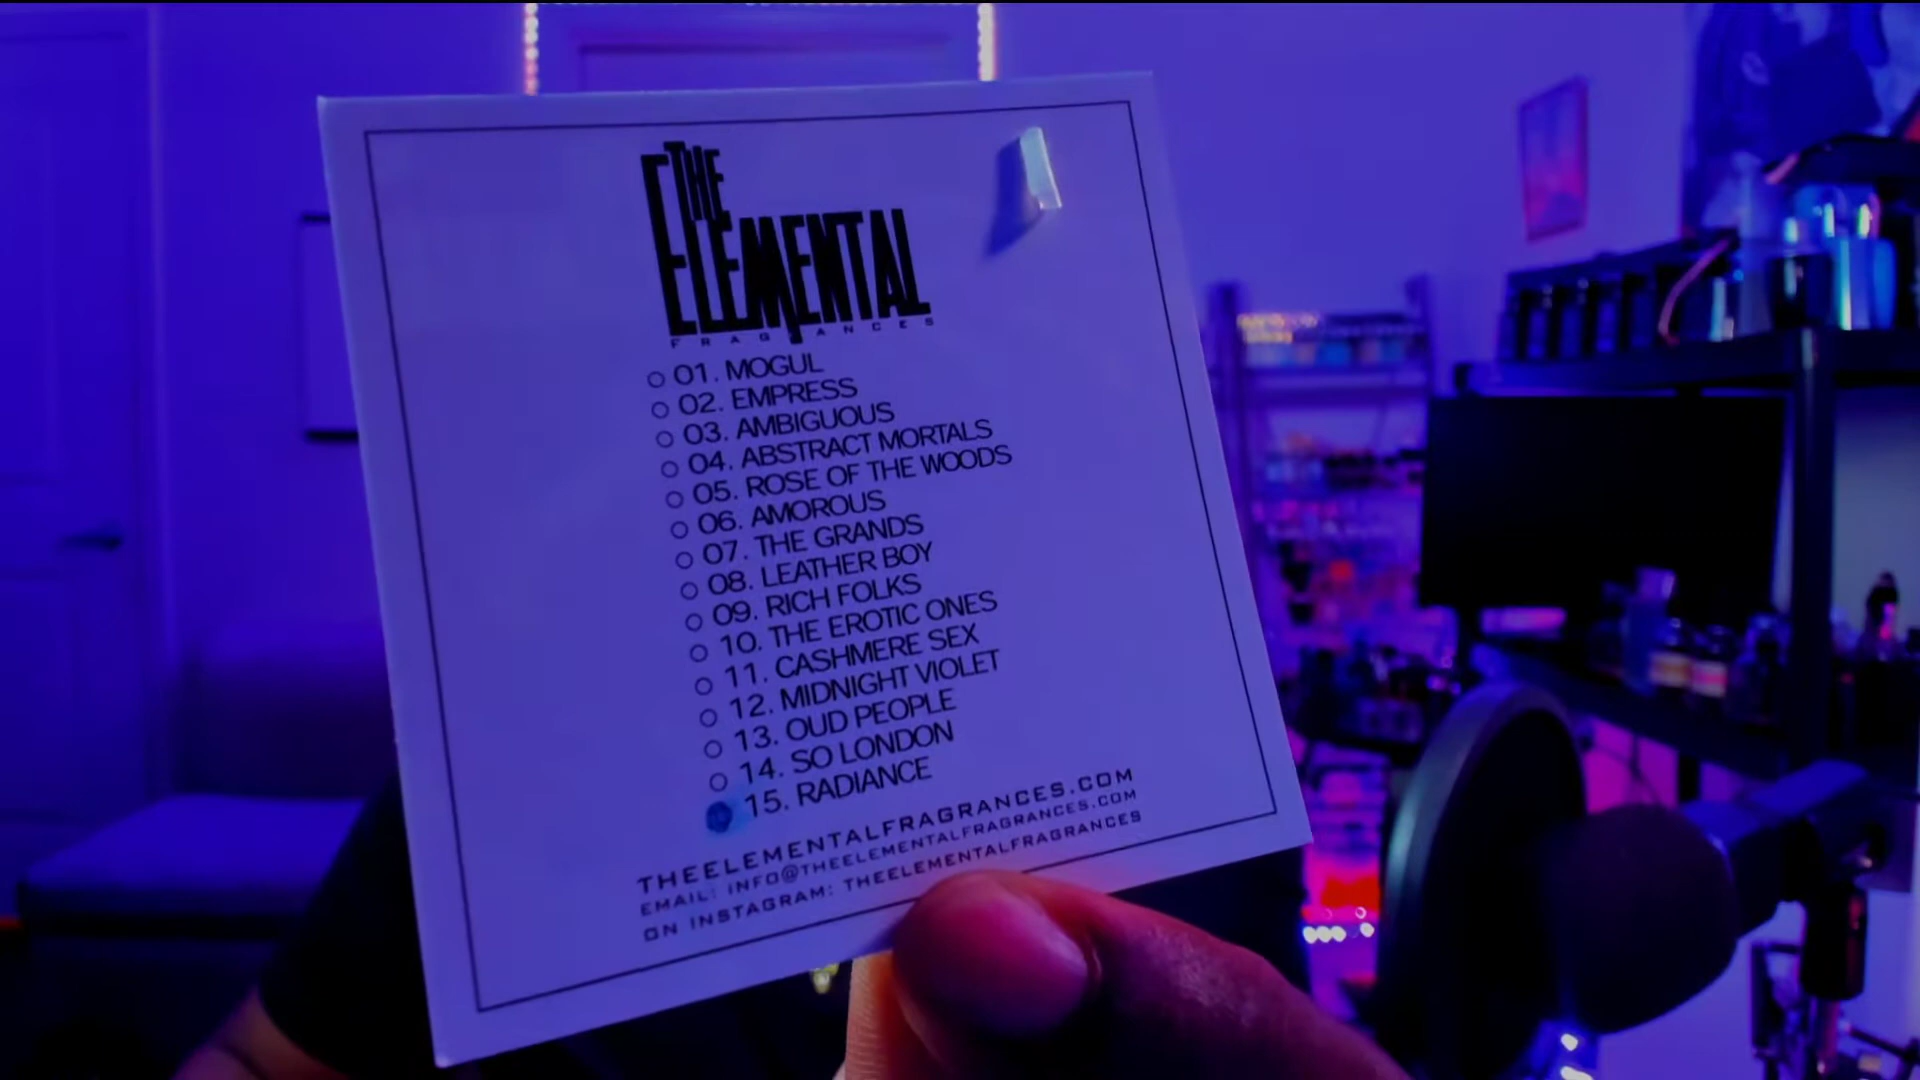 THE
ELEMENTAL
FRAGRANCES
01. MOGUL
02. EMPRESS
03. AMBIGUOUS
04. ABSTRACT MORTALS
05. ROSE OF THE WOODS
06. AMOROUS
07. THE GRANDS
08. LEATHER BOY
09. RICH FOLKS
10. THE EROTIC ONES
11. CASHMERE SEX
12. MIDNIGHT VIOLET
13. OUD PEOPLE
14. SO LONDON
15. RADIANCE
THEELEMENTALFRAGRANCES.COM
EMAIL: INFO@THEELEMENTALFRAGRANCES.COM
ON INSTAGRAM: THEELEMENTALFRAGRANCES